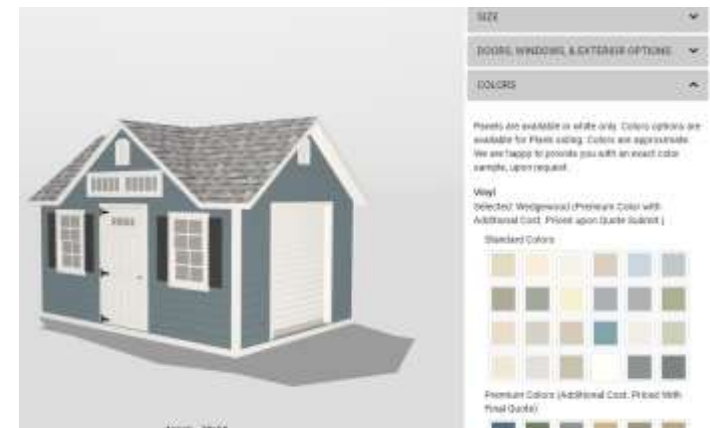 SIZE
DOORS, WINDOWS, & EXTERIOR OPTIONS
COLORS
Panels are available in white only. Colors options are
available for Plank siding. Colors are approximate.
We are happy to provide you with an exact color
sample, upon request.
Vinyl
Selected: Wedgewood (Premium Color with
Additional Cost. Priced upon Quote Submit.)
Standard Colors
Premium Colors (Additional Cost. Priced With
Final Quote)